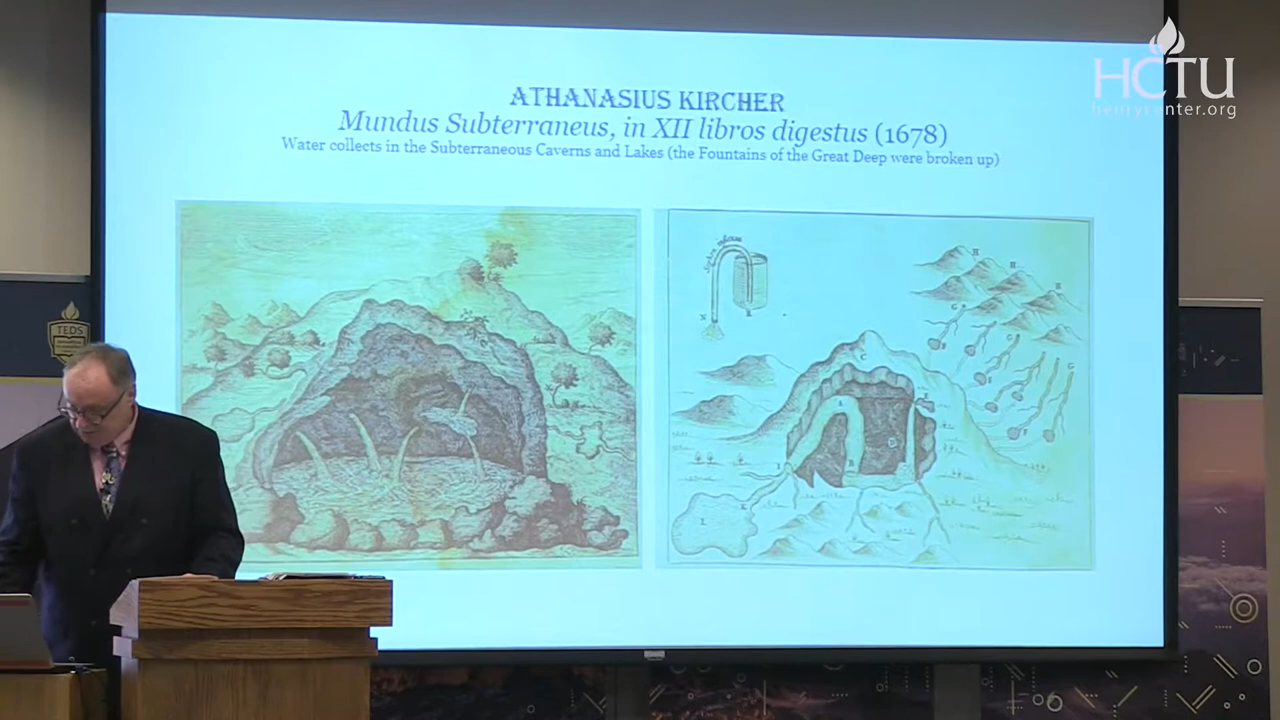 HCTU
henrycenter.org
ATHANASIUS KIRCHER
Mundus Subterraneus, in XII libros digestus (1678)
Water collects in the Subterraneous Caverns and Lakes (the Fountains of the Great Deep were broken up)
TEDS